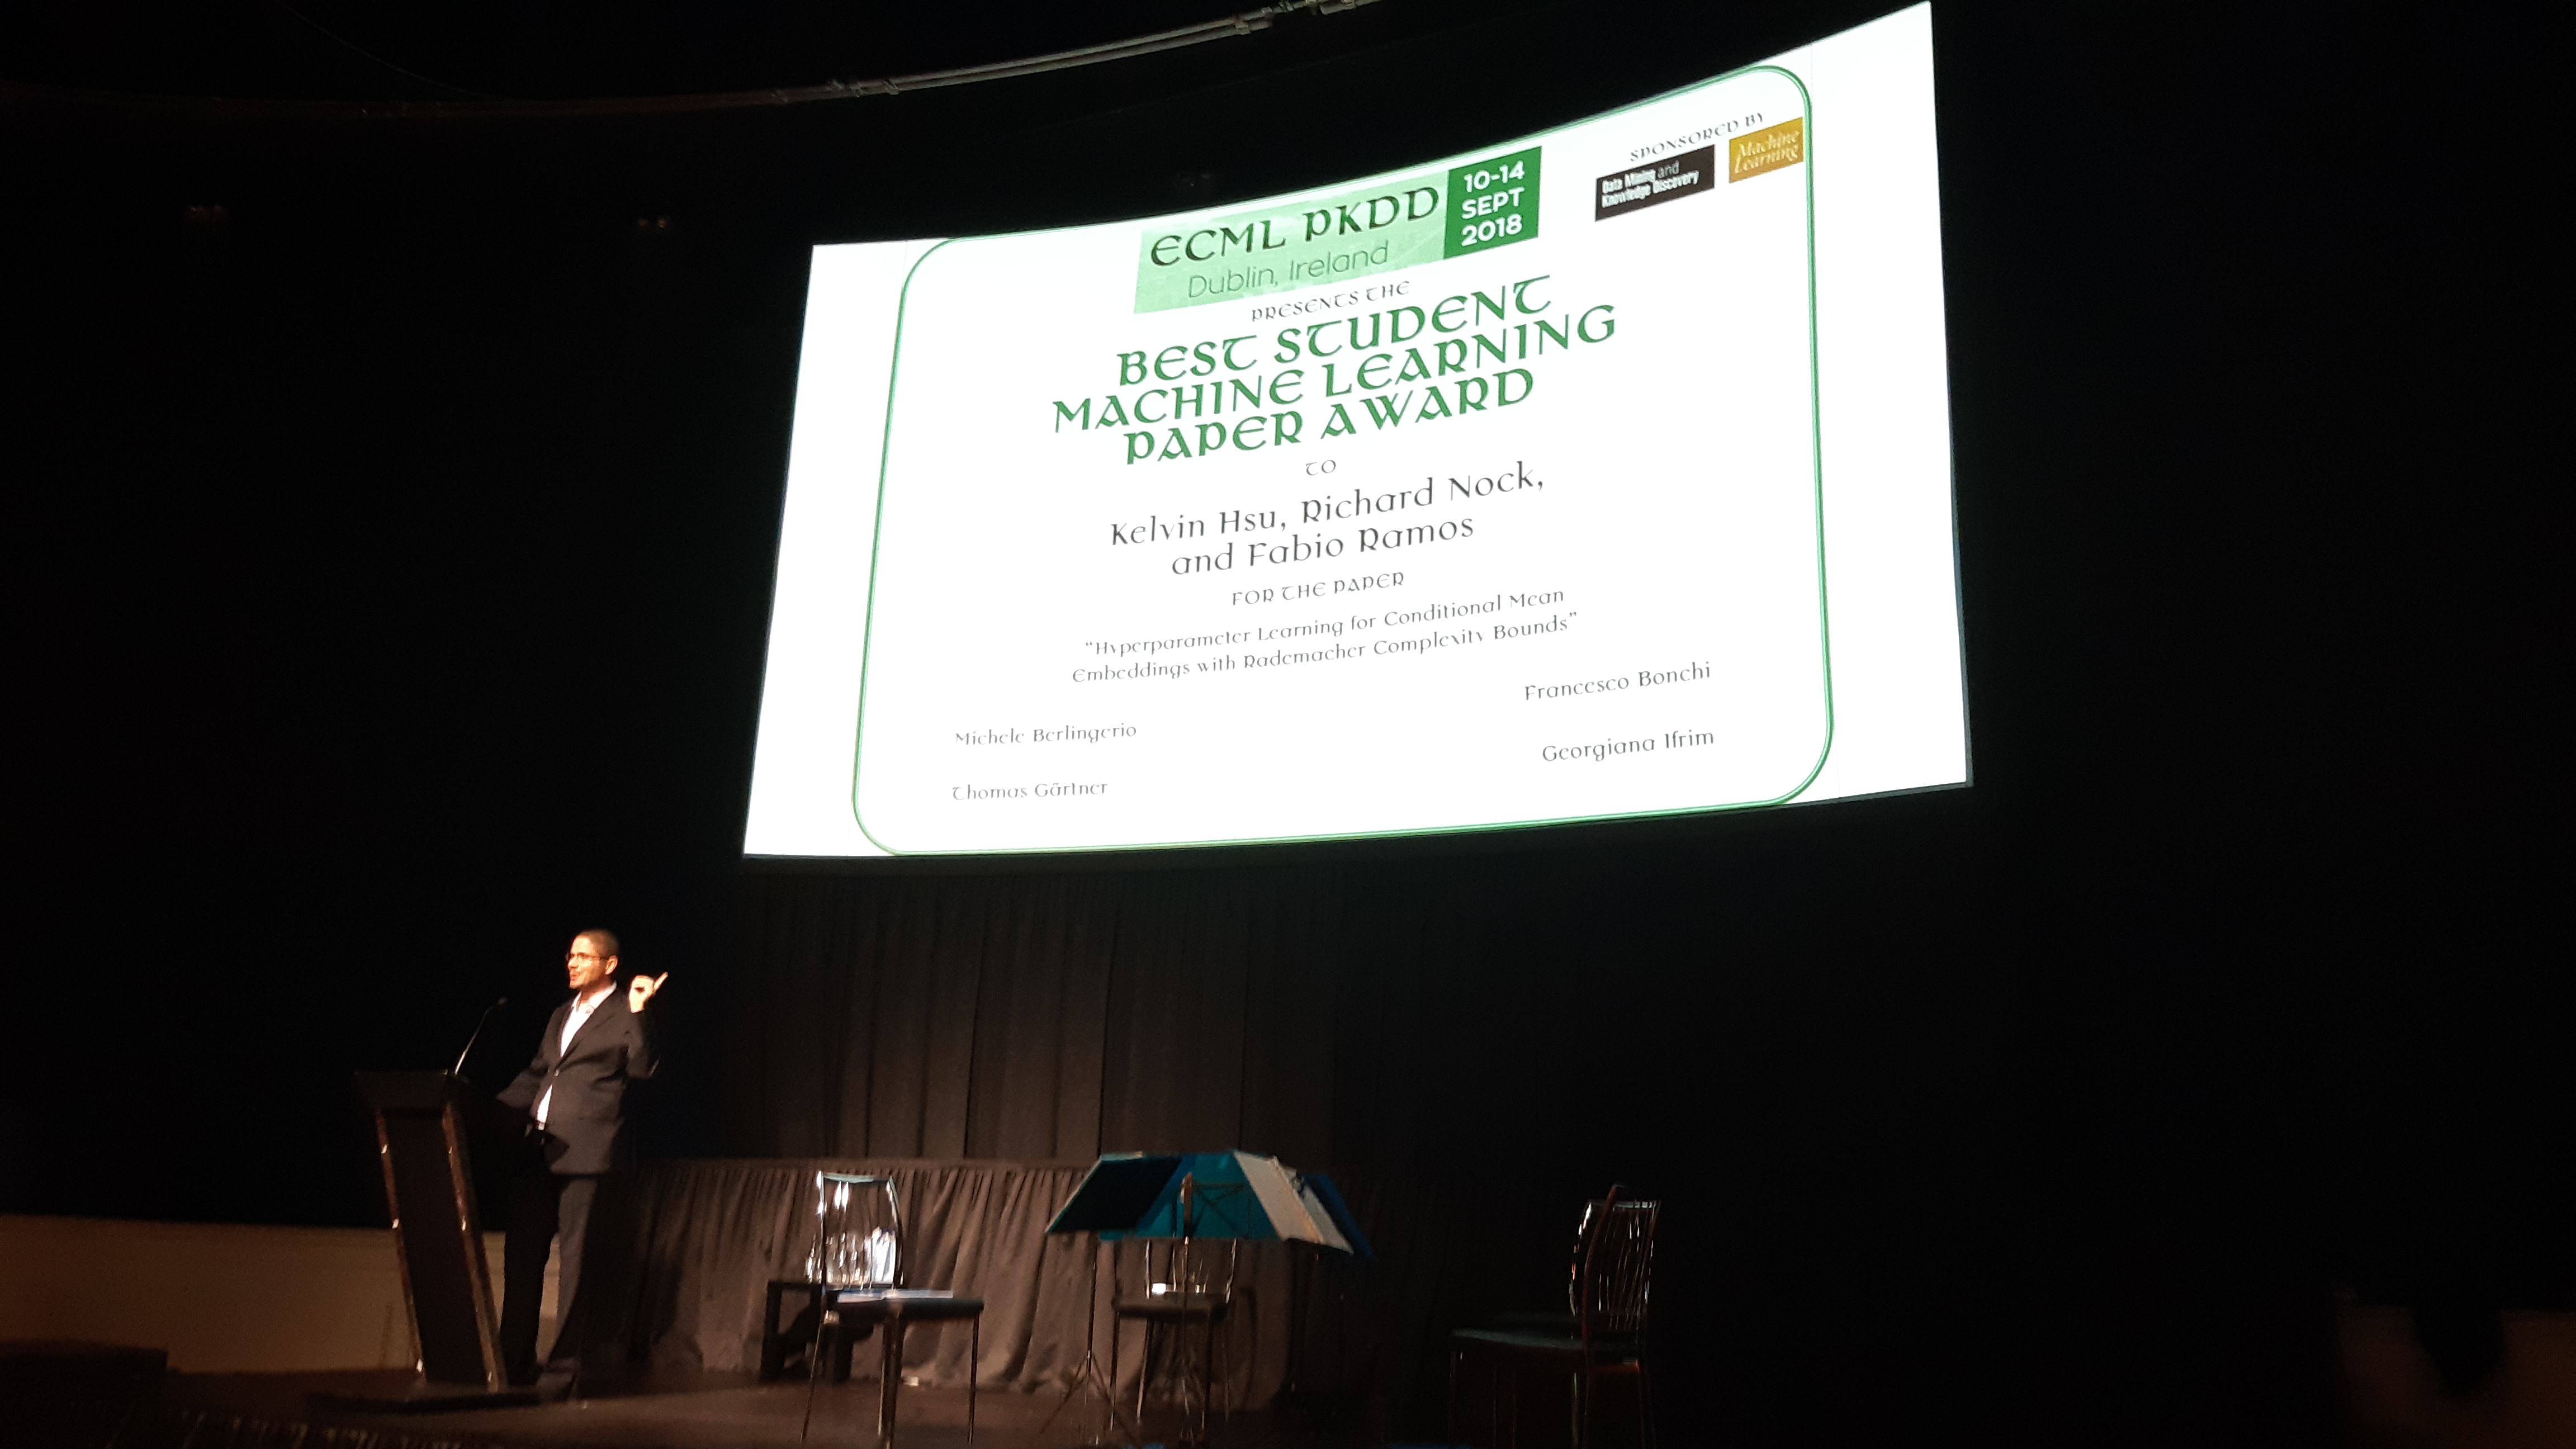 SPONSORED BY
Data Mining and
Knowledge Discovery
Machine
Learning
ECML PKDD
Dublin, Ireland
10-14
SEPT
2018
PRESENTS THE
BEST STUDENT
MACHINE LEARNING
PAPER AWARD
TO
Kelvin Hsu, Richard Nock,
and Fabio Ramos
FOR THE PAPER
“Hyperparameter Learning for Conditional Mean
Embeddings with Rademacher Complexity Bounds”
Michele Berlingerio
Francesco Bonchi
Thomas Gärtner
Georgiana Ifrim